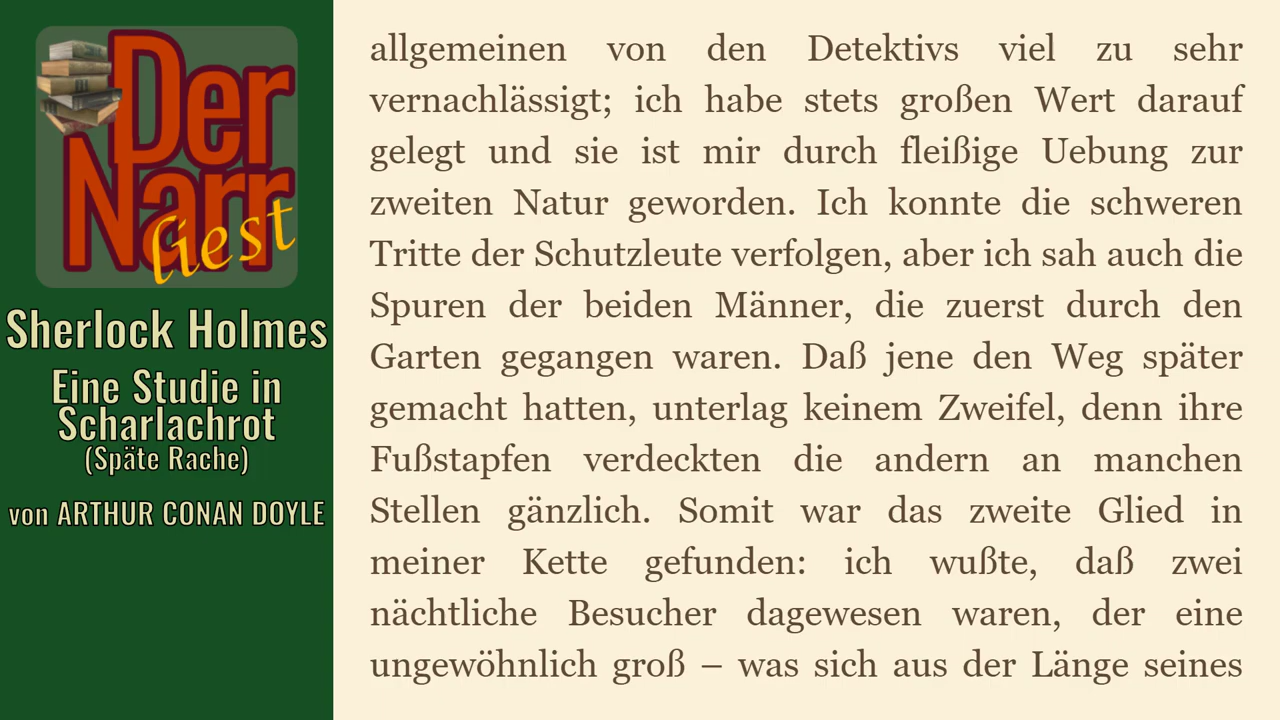 Der
Narr
liest
Sherlock Holmes
Eine Studie in
Scharlachrot
(Späte Rache)
von ARTHUR CONAN DOYLE
allgemeinen von den Detektivs viel zu sehr
vernachlässigt; ich habe stets großen Wert darauf
gelegt und sie ist mir durch fleißige Uebung zur
zweiten Natur geworden. Ich konnte die schweren
Tritte der Schutzleute verfolgen, aber ich sah auch die
Spuren der beiden Männer, die zuerst durch den
Garten gegangen waren. Daß jene den Weg später
gemacht hatten, unterlag keinem Zweifel, denn ihre
Fußstapfen verdeckten die andern an manchen
Stellen gänzlich. Somit war das zweite Glied in
meiner Kette gefunden: ich wußte, daß zwei
nächtliche Besucher dagewesen waren, der eine
ungewöhnlich groß – was sich aus der Länge seines